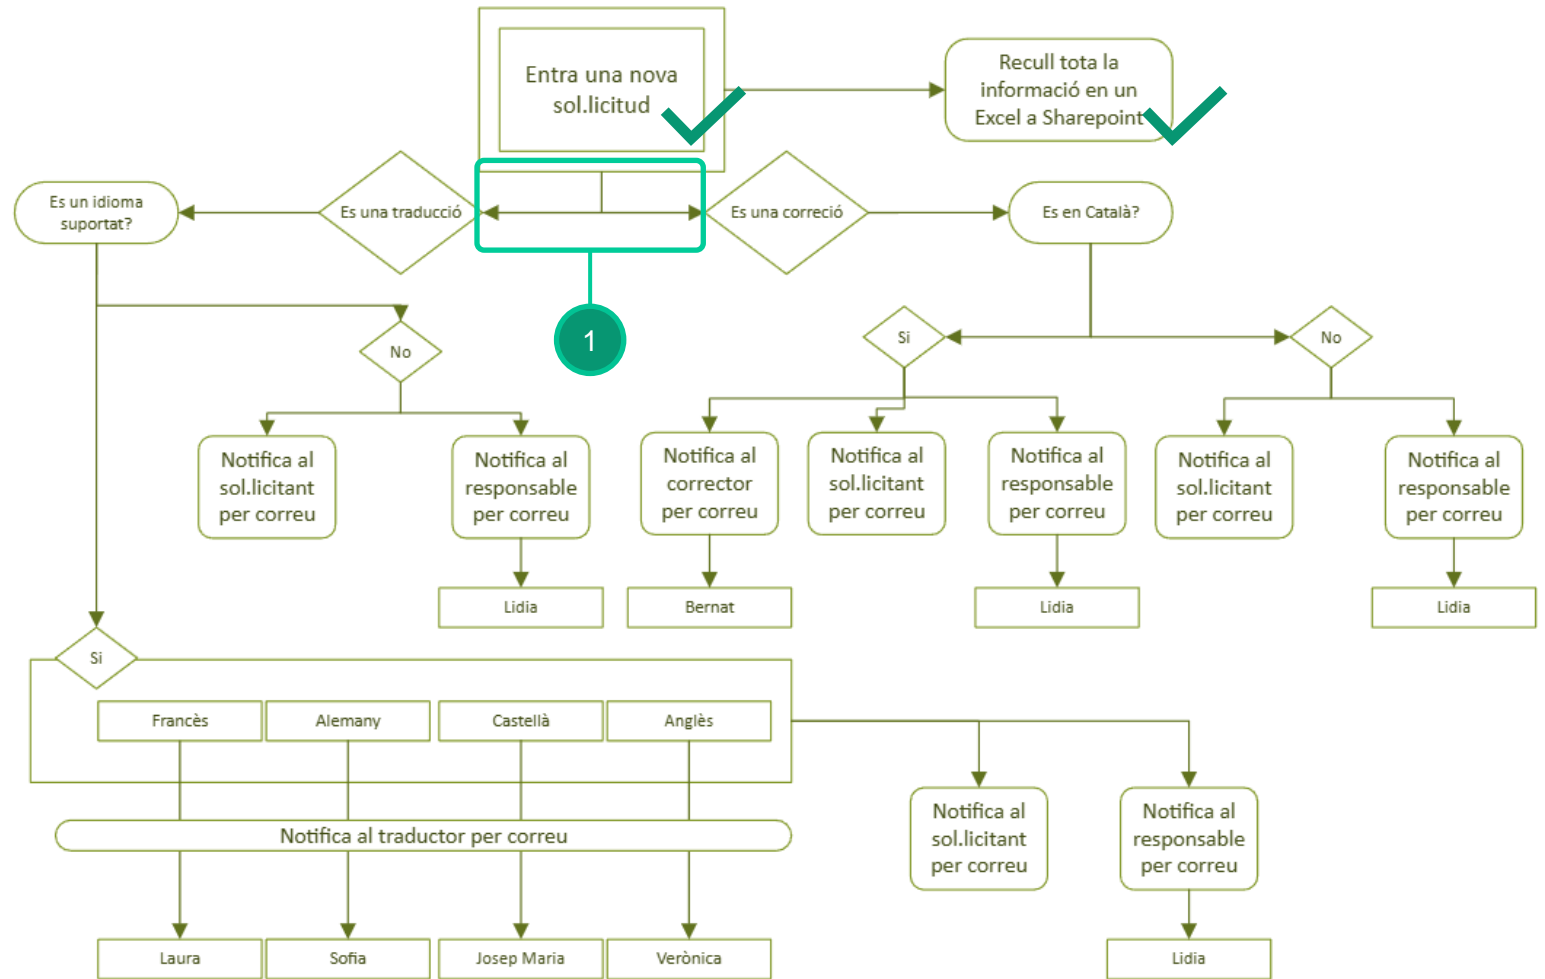 Entra una nova
sol.licitud
Recull tota la
informació en un
Excel a Sharepoint
Es un idioma
suportat?
Es una traducció
Es una correció
Es en Català?
1
No
Si
No
Notifica al
sol.licitant
per correu
Notifica al
responsable
per correu
Notifica al
corrector
per correu
Notifica al
sol.licitant
per correu
Notifica al
responsable
per correu
Notifica al
sol.licitant
per correu
Notifica al
responsable
per correu
Lidia
Bernat
Lidia
Lidia
Si
Francès
Alemany
Castellà
Anglès
Notifica al traductor per correu
Notifica al
sol.licitant
per correu
Notifica al
responsable
per correu
Laura
Sofia
Josep Maria
Verònica
Lidia